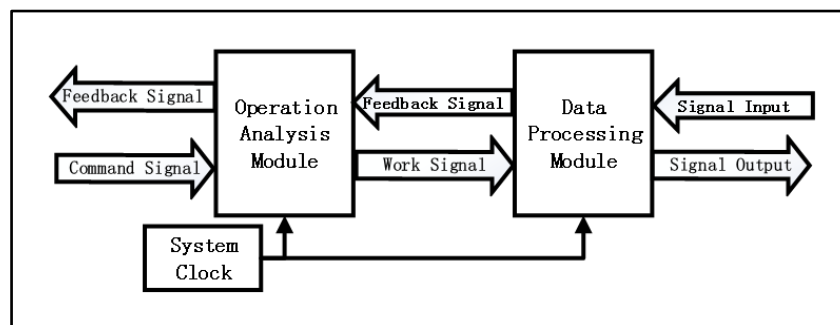 Feedback Signal
Command Signal
Operation
Analysis
Module
Feedback Signal
Work Signal
Data
Processing
Module
Signal Input
Signal Output
System
Clock